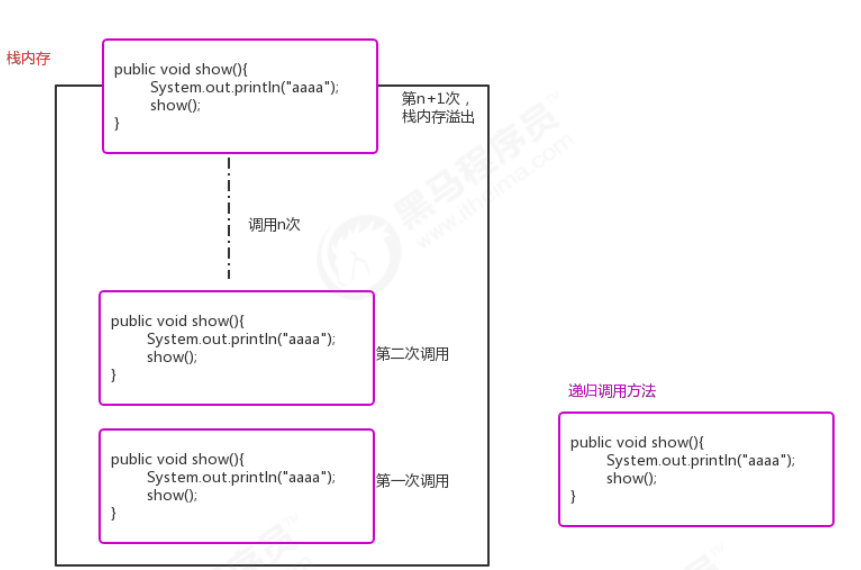 栈内存
public void show(){
System.out.println("aaaa");
show();
}
第n+1次，
栈内存溢出
黑马程序员™
www.itheima.com
调用n次
public void show(){
System.out.println("aaaa");
show();
}
第二次调用
递归调用方法
public void show(){
System.out.println("aaaa");
show();
}
第一次调用
public void show(){
System.out.println("aaaa");
show();
}